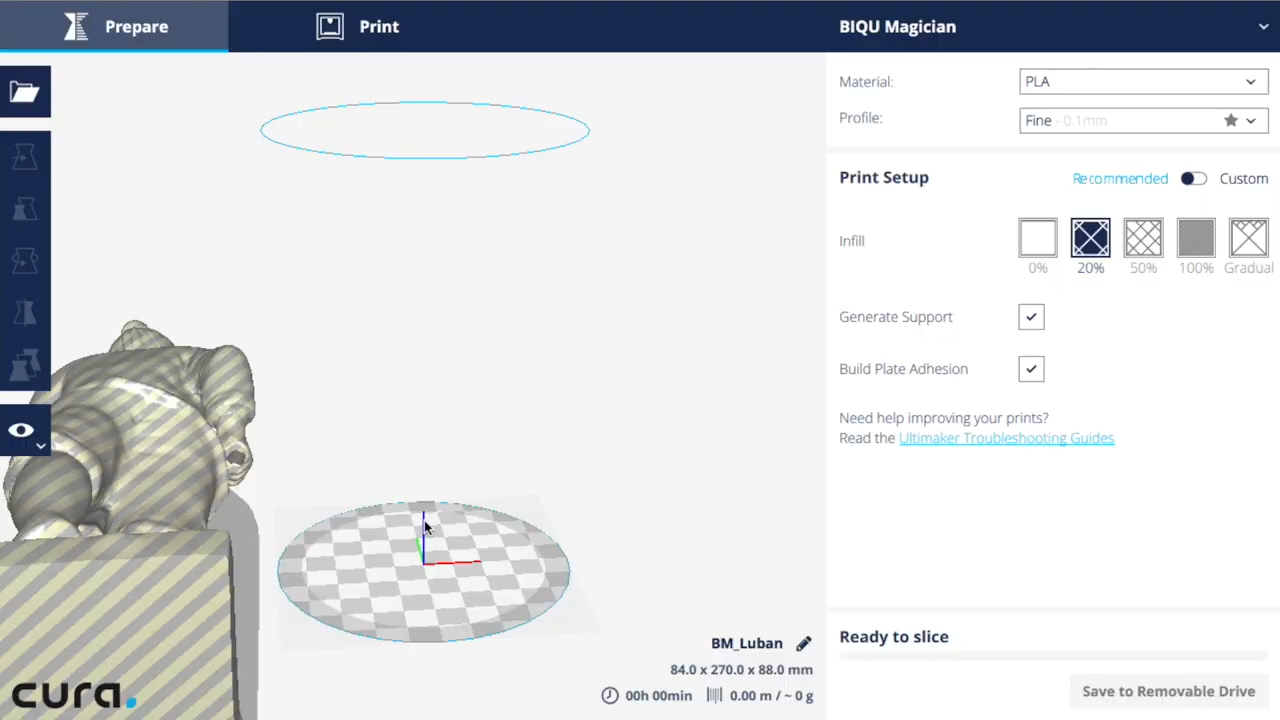 Prepare
Print
BIQU Magician
Material:
PLA
Profile:
Fine - 0.1mm
Print Setup
Recommended
Custom
Infill
0%
20%
50%
100%
Gradual
Generate Support
Build Plate Adhesion
Need help improving your prints?
Read the Ultimaker Troubleshooting Guides
BM_Luban
84.0 x 270.0 x 88.0 mm
00h 00min
0.00 m / ~ 0 g
Ready to slice
Save to Removable Drive
cura.